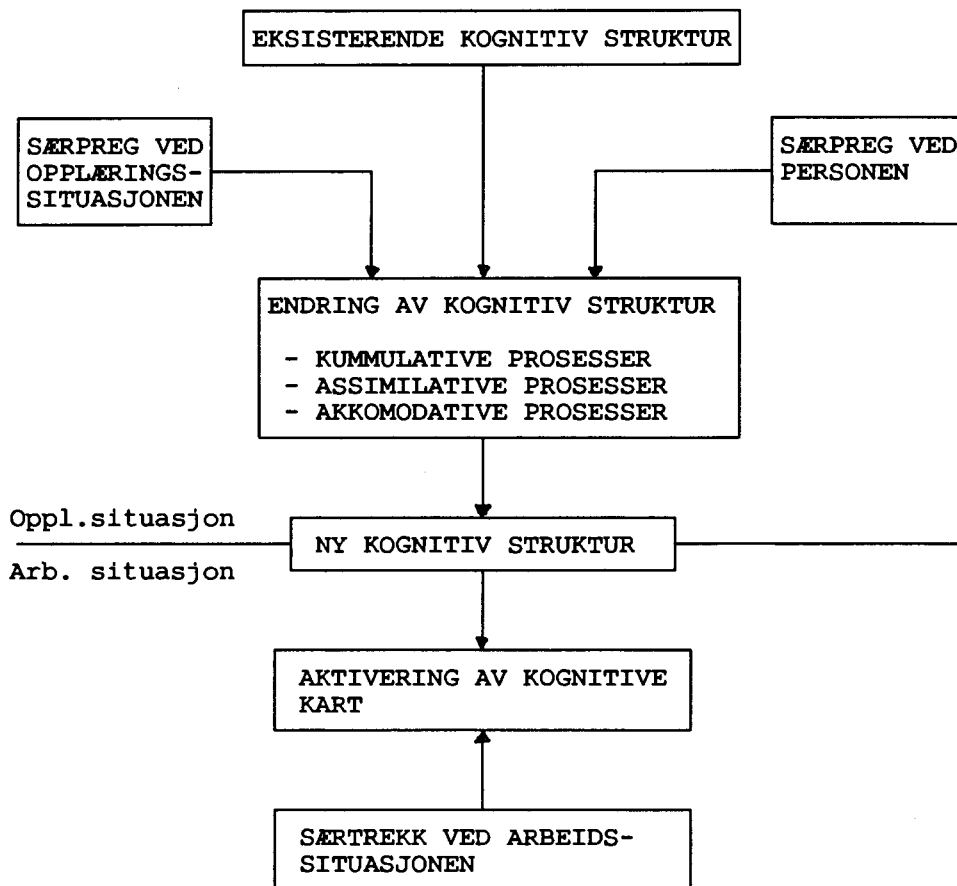 EKSISTERENDE KOGNITIV STRUKTUR
SÆRPREG VED
OPPLÆRINGS-
SITUASJONEN
SÆRPREG VED
PERSONEN
ENDRING AV KOGNITIV STRUKTUR
- KUMMULATIVE PROSESSER
- ASSIMILATIVE PROSESSER
- AKKOMODATIVE PROSESSER
Oppl.situasjon
NY KOGNITIV STRUKTUR
Arb. situasjon
AKTIVERING AV KOGNITIVE
KART
SÆRTREKK VED ARBEIDS-
SITUASJONEN